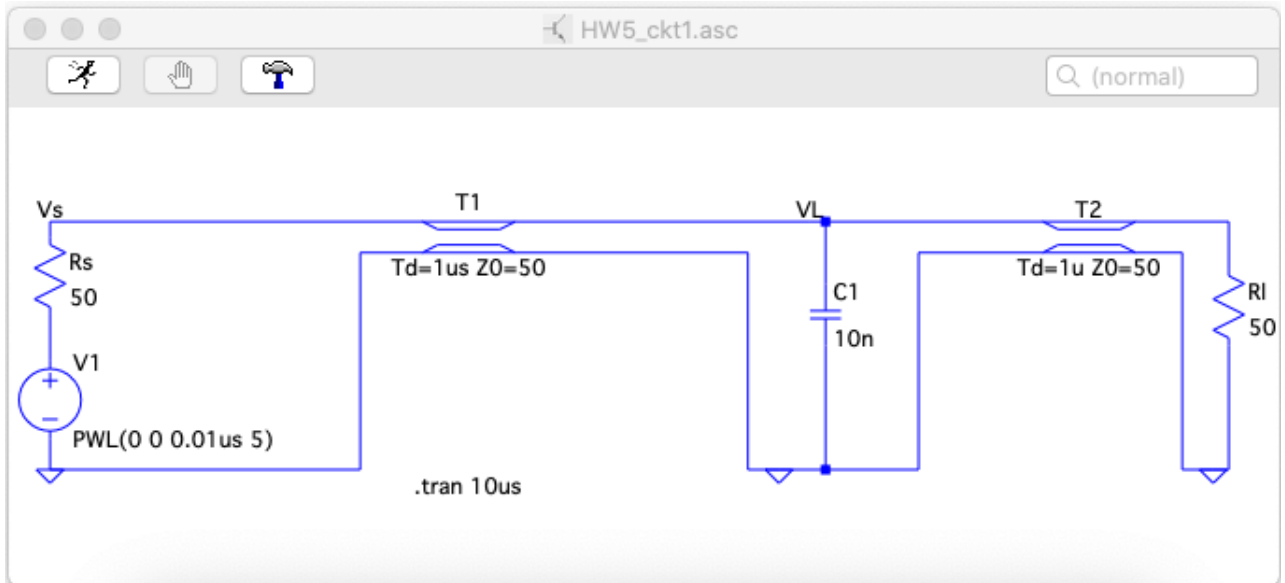 HW5_ckt1.asc
(normal)
Vs
T1
VL
T2
Rs
50
Td=1us Z0=50
Td=1u Z0=50
C1
10n
Rl
50
V1
PWL(0 0 0.01us 5)
.tran 10us